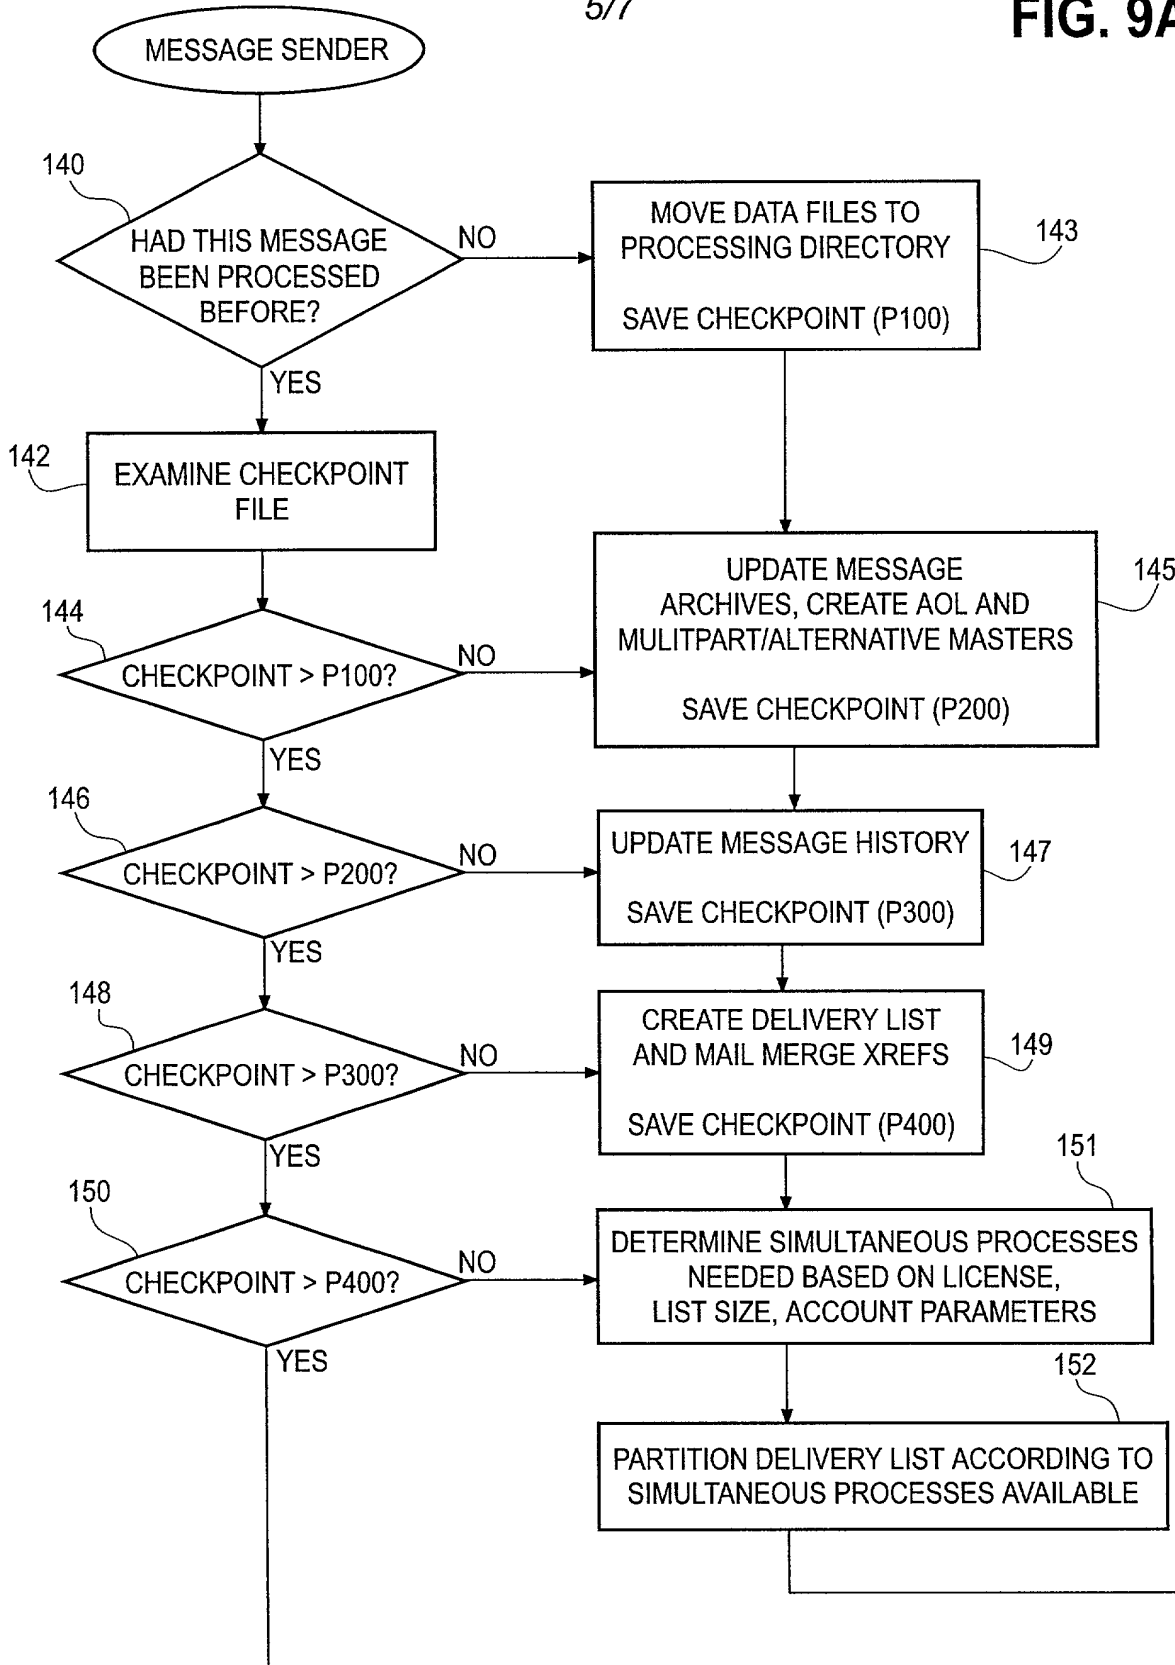 5/7
FIG. 9A
MESSAGE SENDER
140
HAD THIS MESSAGE
BEEN PROCESSED
BEFORE?
NO
YES
MOVE DATA FILES TO
PROCESSING DIRECTORY
SAVE CHECKPOINT (P100)
143
142
EXAMINE CHECKPOINT
FILE
144
CHECKPOINT > P100?
NO
YES
UPDATE MESSAGE
ARCHIVES, CREATE AOL AND
MULITPART/ALTERNATIVE MASTERS
SAVE CHECKPOINT (P200)
145
146
CHECKPOINT > P200?
NO
YES
UPDATE MESSAGE HISTORY
SAVE CHECKPOINT (P300)
147
148
CHECKPOINT > P300?
NO
YES
CREATE DELIVERY LIST
AND MAIL MERGE XREFS
SAVE CHECKPOINT (P400)
149
150
CHECKPOINT > P400?
NO
YES
151
DETERMINE SIMULTANEOUS PROCESSES
NEEDED BASED ON LICENSE,
LIST SIZE, ACCOUNT PARAMETERS
152
PARTITION DELIVERY LIST ACCORDING TO
SIMULTANEOUS PROCESSES AVAILABLE